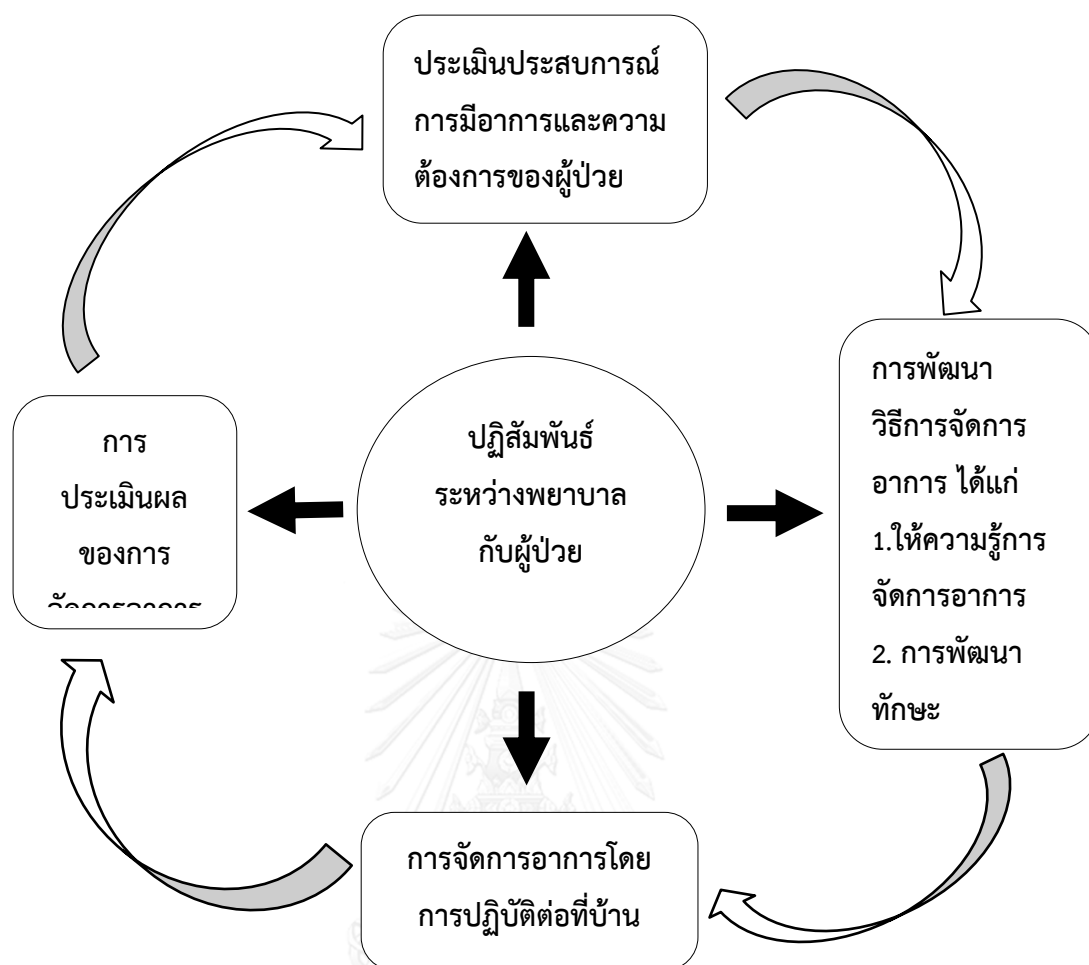 ประเมินประสบการณ์
การมีอาการและความ
ต้องการของผู้ป่วย
การพัฒนา
วิธีการจัดการ
อาการ ได้แก่
1.ให้ความรู้การ
จัดการอาการ
2. การพัฒนา
ทักษะ
ปฏิสัมพันธ์
ระหว่างพยาบาล
กับผู้ป่วย
การ
ประเมินผล
ของการ
การจัดการอาการโดย
การปฏิบัติต่อที่บ้าน